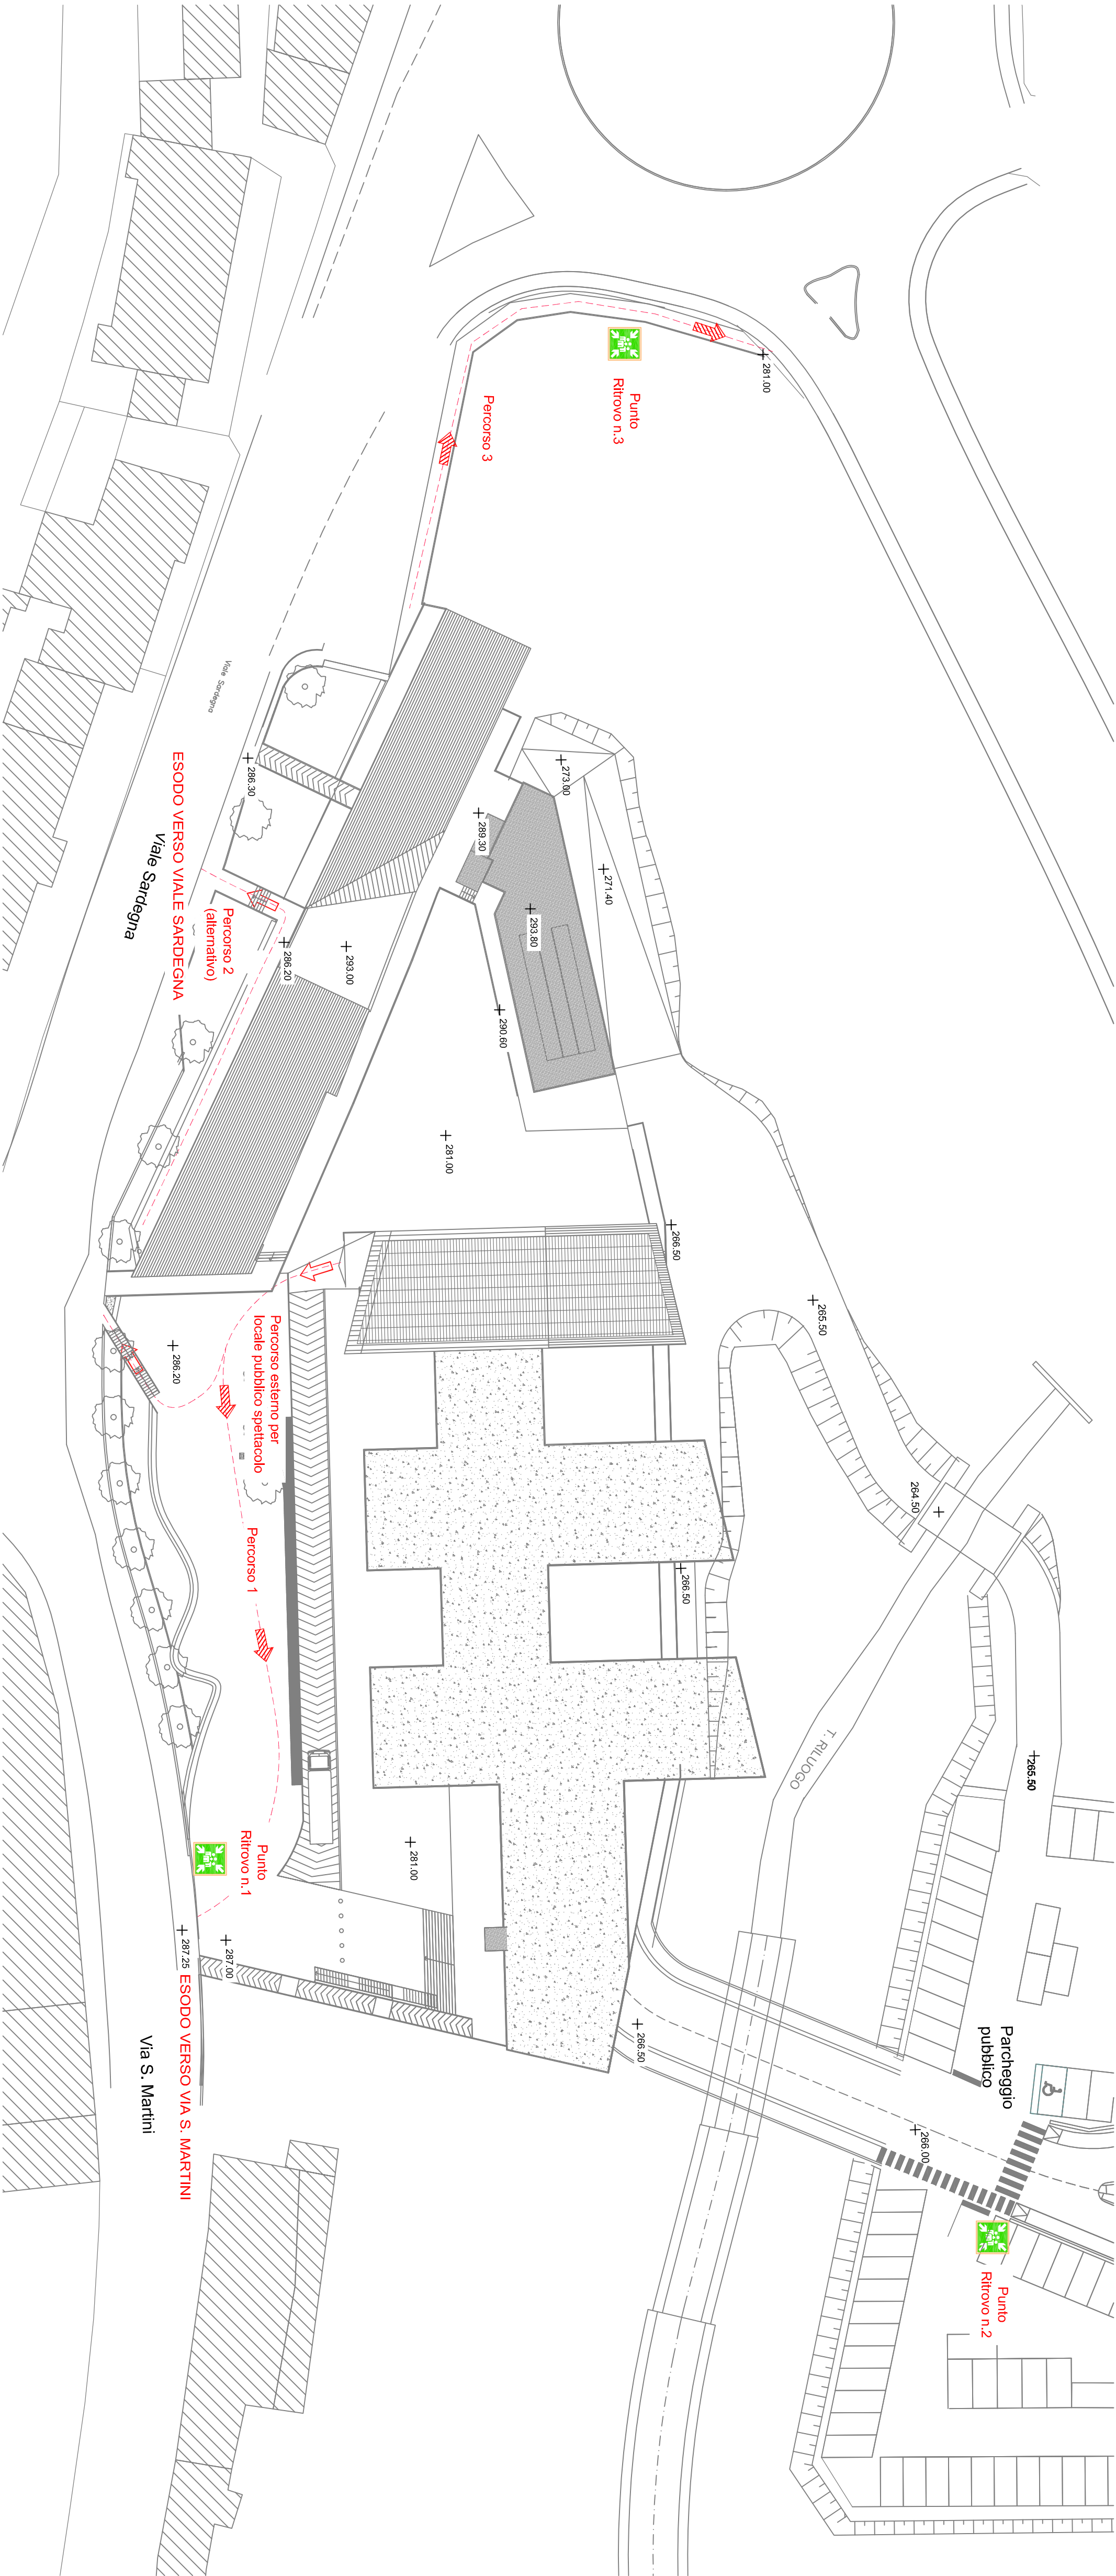 281.00
Punto
Ritrovo n.3
Percorso 3
Viale Sardegna
286.30
273.00
289.30
271.40
293.80
ESODO VERSO VIALE SARDEGNA
Viale Sardegna
Percorso 2
(alternativo)
286.20
293.00
290.60
281.00
266.50
265.50
286.20
Percorso esterno per
locale pubblico spettacolo
264.50
Percorso 1
266.50
T. RILUOGO
265.50
Punto
Ritrovo n.1
281.00
287.25
287.00
ESODO VERSO VIA S. MARTINI
Via S. Martini
266.50
Parcheggio
pubblico
266.00
Punto
Ritrovo n.2